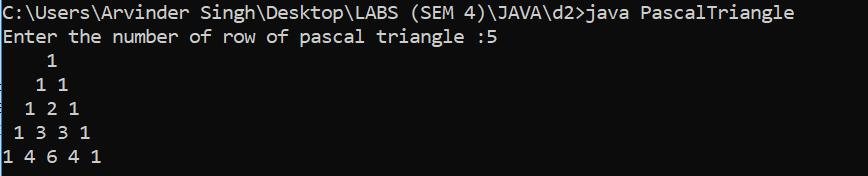 C:\Users\Arvinder Singh\Desktop\LABS (SEM 4)\JAVA\d2>java PascalTriangle
Enter the number of row of pascal triangle :5
    1
   1 1
  1 2 1
 1 3 3 1
1 4 6 4 1